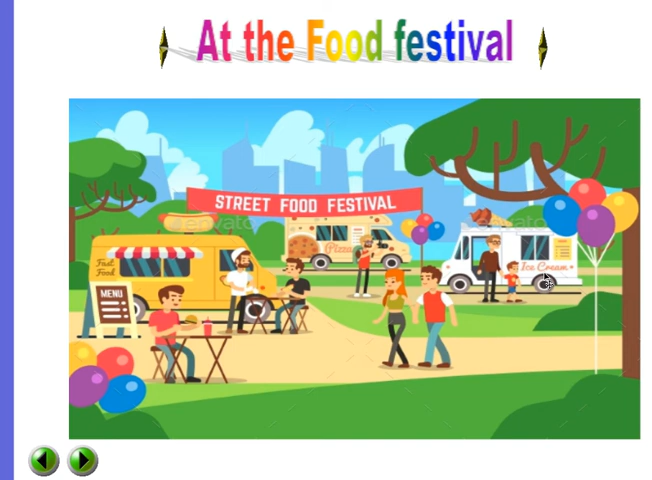 At the Food festival
STREET FOOD FESTIVAL
Pizza
Fast
Food
Ice Cream
MENU